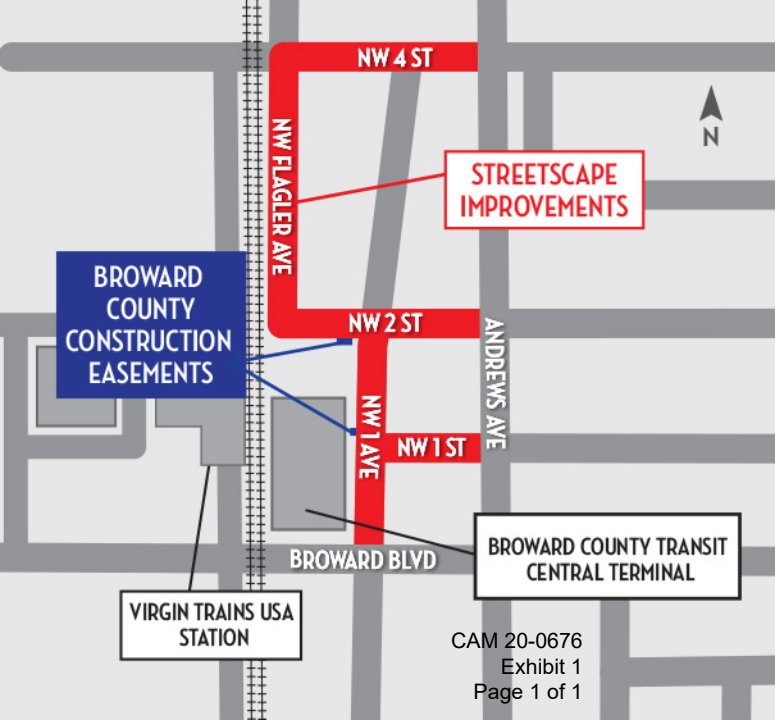 NW 4 ST
N
NW FLAGLER AVE
STREETSCAPE
IMPROVEMENTS
BROWARD
COUNTY
CONSTRUCTION
EASEMENTS
NW 2 ST
ANDREWS AVE
NW 1 AVE
NW 1 ST
BROWARD COUNTY TRANSIT
CENTRAL TERMINAL
BROWARD BLVD
VIRGIN TRAINS USA
STATION
CAM 20-0676
Exhibit 1
Page 1 of 1